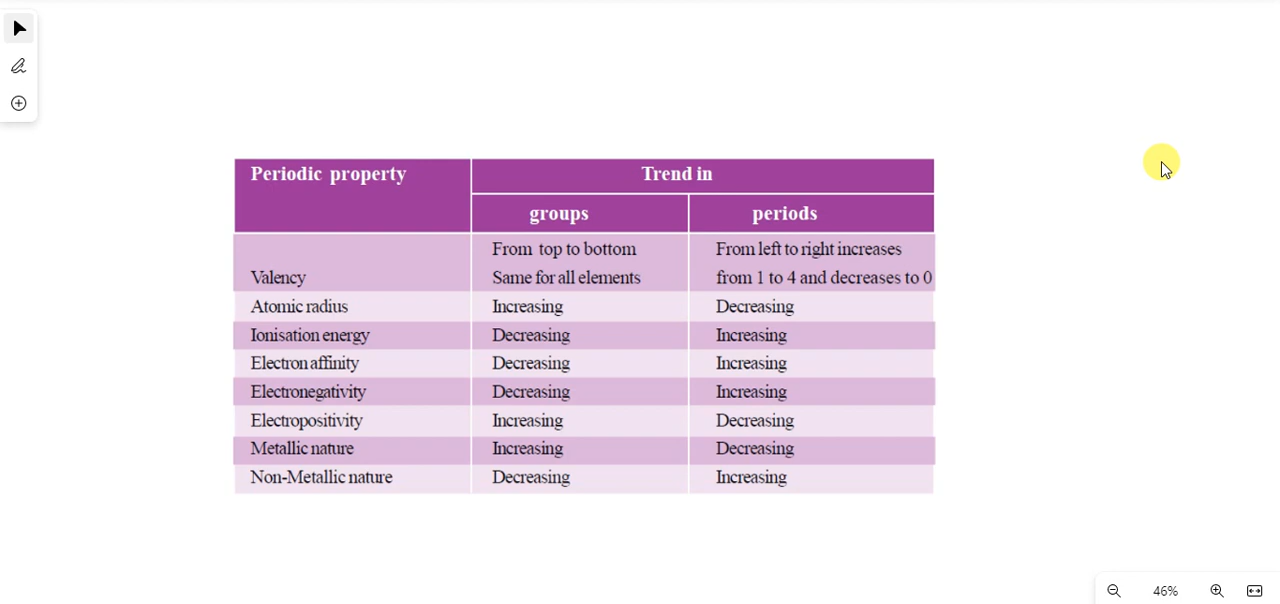 Periodic property Trend in
groups periods
From top to bottom From left to right increases
Valency Same for all elements from 1 to 4 and decreases to 0
Atomic radius Increasing Decreasing
Ionisation energy Decreasing Increasing
Electron affinity Decreasing Increasing
Electronegativity Decreasing Increasing
Electropositivity Increasing Decreasing
Metallic nature Increasing Decreasing
Non-Metallic nature Decreasing Increasing
46%